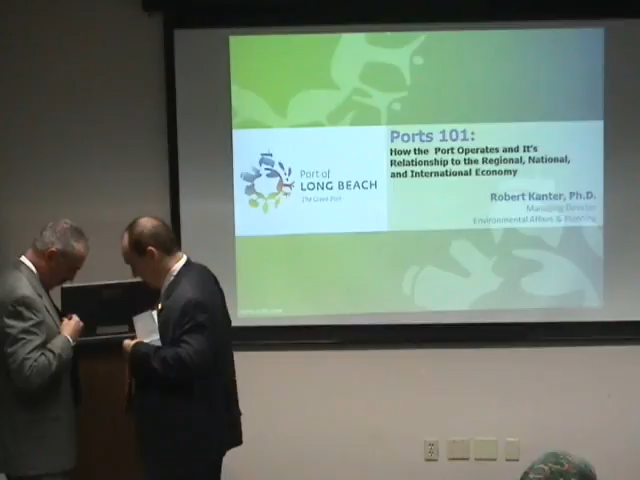 Ports 101:
How the Port Operates and It's
Relationship to the Regional, National,
and International Economy
Port of
LONG BEACH
The Green Port
Robert Kanter, Ph.D.
Managing Director
Environmental Affairs & Planning